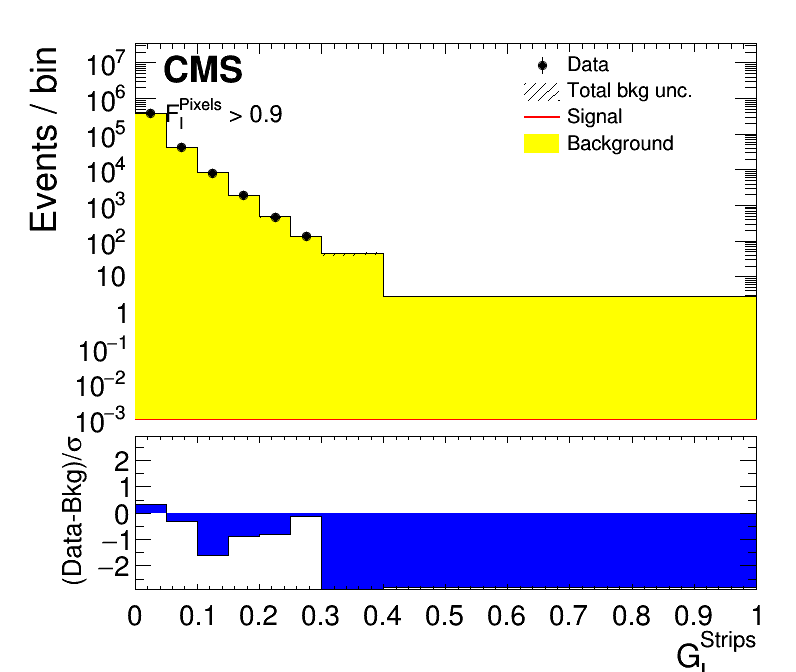 CMS
F_I^Pixels > 0.9
Data
Total bkg unc.
Signal
Background
Events / bin
10^7
10^6
10^5
10^4
10^3
10^2
10
1
10^−1
10^−2
10^−3
(Data-Bkg)/σ
2
1
0
−1
−2
0 0.1 0.2 0.3 0.4 0.5 0.6 0.7 0.8 0.9 1
G^Strips